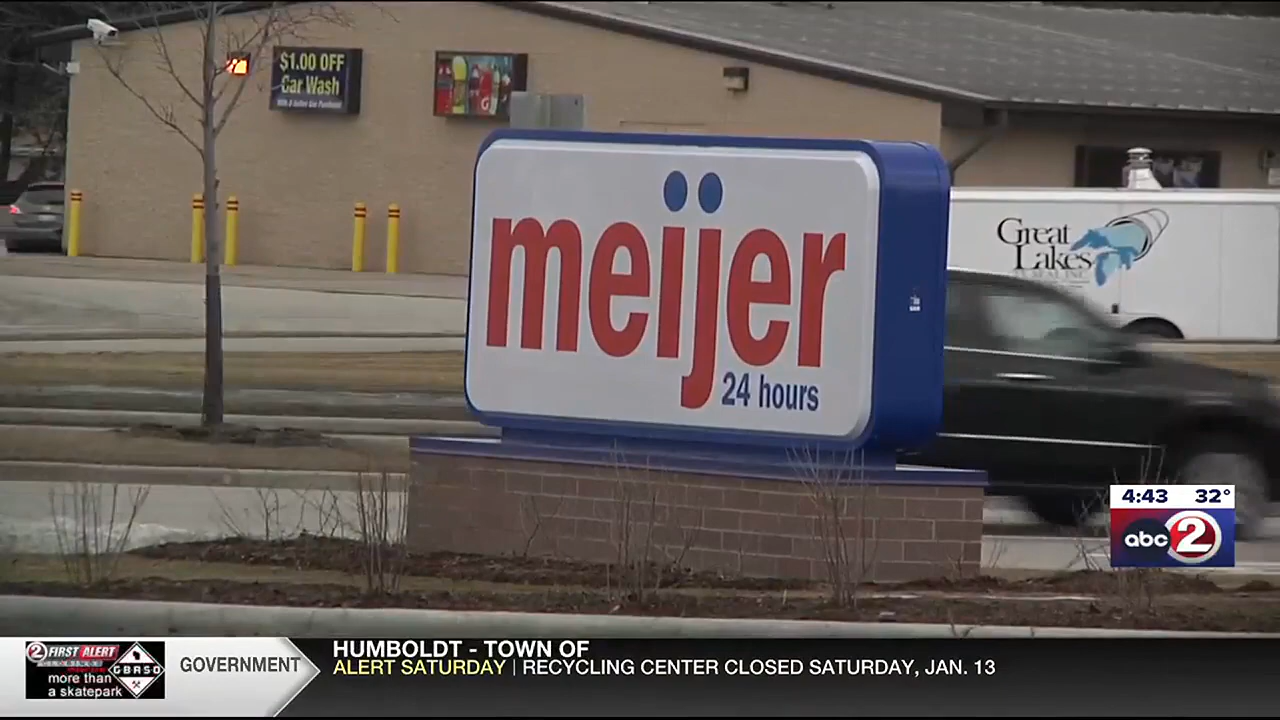 $1.00 OFF
Car Wash
meijer
24 hours
Great
Lakes
4:43 32°
abc 2
2 FIRST ALERT
GBASO
more than
a skatepark
GOVERNMENT
HUMBOLDT - TOWN OF
ALERT SATURDAY | RECYCLING CENTER CLOSED SATURDAY, JAN. 13